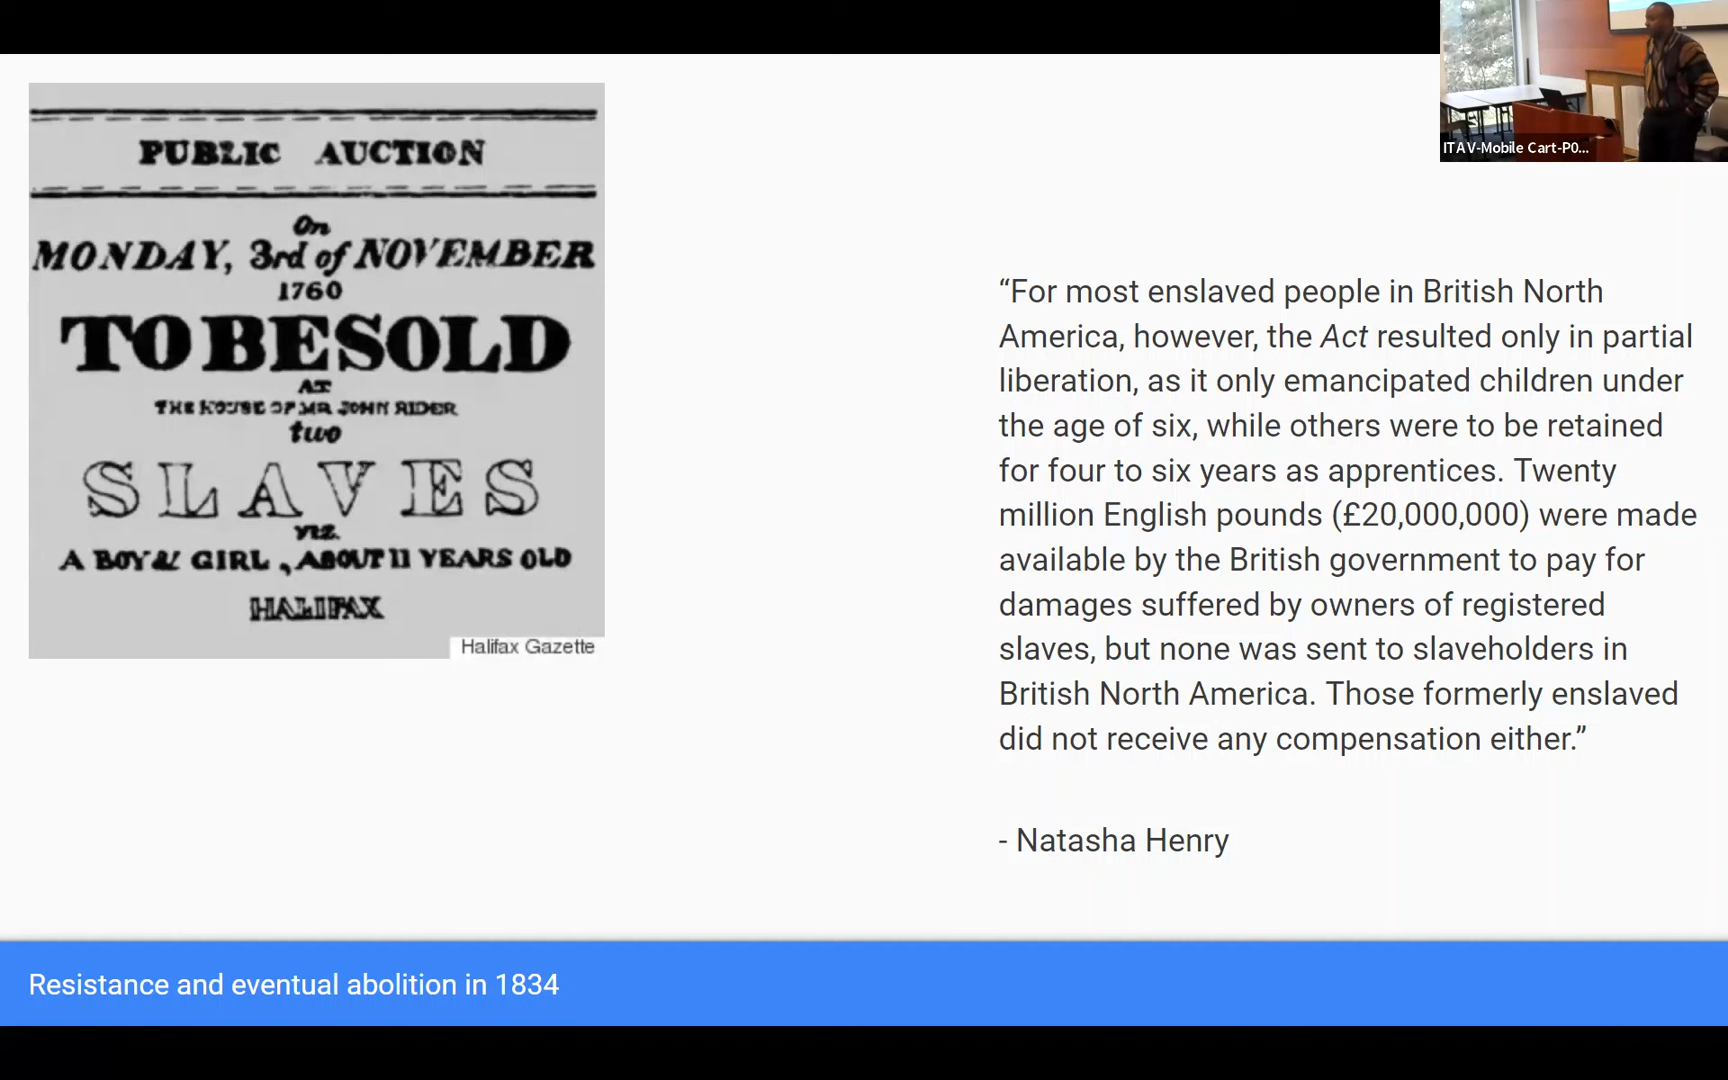 PUBLIC AUCTION
On
MONDAY, 3rd of NOVEMBER
1760
TO BE SOLD
AT
THE HOUSE OF MR JOHN RIDER
two
SLAVES
VIZ.
A BOY & GIRL, ABOUT 11 YEARS OLD
HALIFAX
Halifax Gazette
ITAV-Mobile Cart-P0...
“For most enslaved people in British North
America, however, the Act resulted only in partial
liberation, as it only emancipated children under
the age of six, while others were to be retained
for four to six years as apprentices. Twenty
million English pounds (£20,000,000) were made
available by the British government to pay for
damages suffered by owners of registered
slaves, but none was sent to slaveholders in
British North America. Those formerly enslaved
did not receive any compensation either.”
- Natasha Henry
Resistance and eventual abolition in 1834